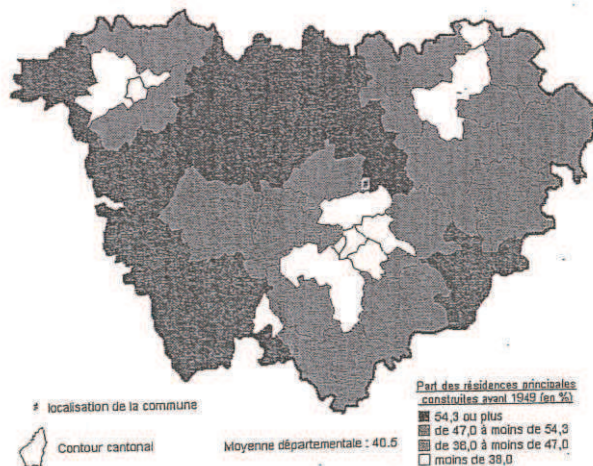 # localisation de la commune
Contour cantonal
Moyenne départementale : 40.5
Part des résidences principales
construites avant 1949 (en %)
54,3 ou plus
de 47,0 à moins de 54,3
de 38,0 à moins de 47,0
moins de 38,0